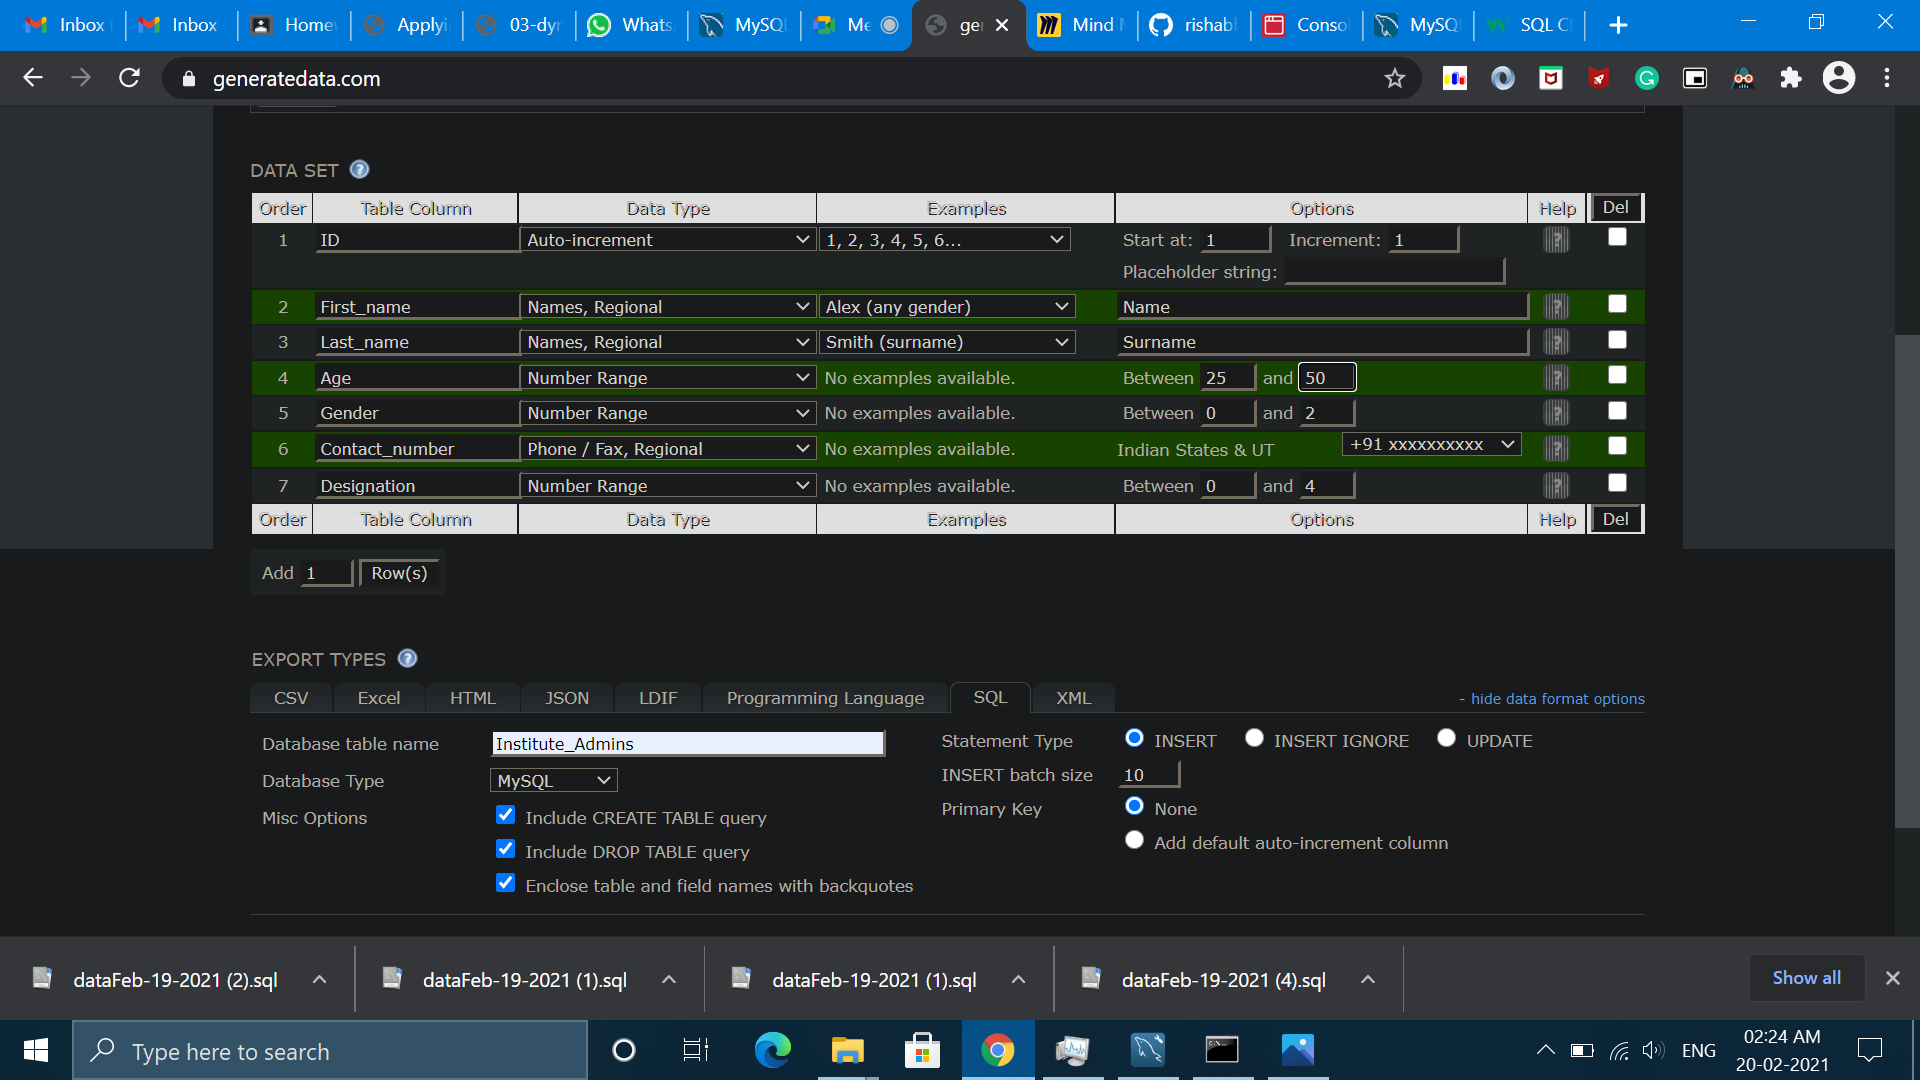 Inbox Inbox Home Applyi 03-dyn Whats MySQL Me ge Mind M rishabh Conso MySQ SQL Cl
generatedata.com
DATA SET
Order Table Column Data Type Examples Options Help Del
1 ID Auto-increment 1, 2, 3, 4, 5, 6... Start at: 1 Increment: 1
Placeholder string:
2 First_name Names, Regional Alex (any gender) Name
3 Last_name Names, Regional Smith (surname) Surname
4 Age Number Range No examples available. Between 25 and 50
5 Gender Number Range No examples available. Between 0 and 2
6 Contact_number Phone / Fax, Regional No examples available. Indian States & UT +91 xxxxxxxxxx
7 Designation Number Range No examples available. Between 0 and 4
Order Table Column Data Type Examples Options Help Del
Add 1 Row(s)
EXPORT TYPES
CSV Excel HTML JSON LDIF Programming Language SQL XML - hide data format options
Database table name Institute_Admins Statement Type INSERT INSERT IGNORE UPDATE
Database Type MySQL INSERT batch size 10
Misc Options Include CREATE TABLE query Primary Key None
Include DROP TABLE query Add default auto-increment column
Enclose table and field names with backquotes
dataFeb-19-2021 (2).sql dataFeb-19-2021 (1).sql dataFeb-19-2021 (1).sql dataFeb-19-2021 (4).sql Show all
Type here to search ENG 02:24 AM
20-02-2021